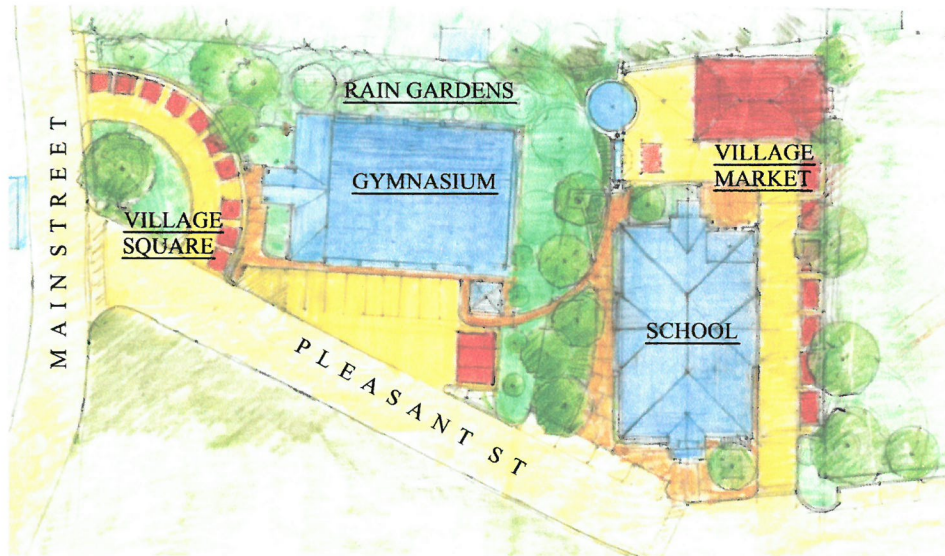 RAIN GARDENS
GYMNASIUM
VILLAGE
MARKET
VILLAGE
SQUARE
SCHOOL
MAIN STREET
PLEASANT ST